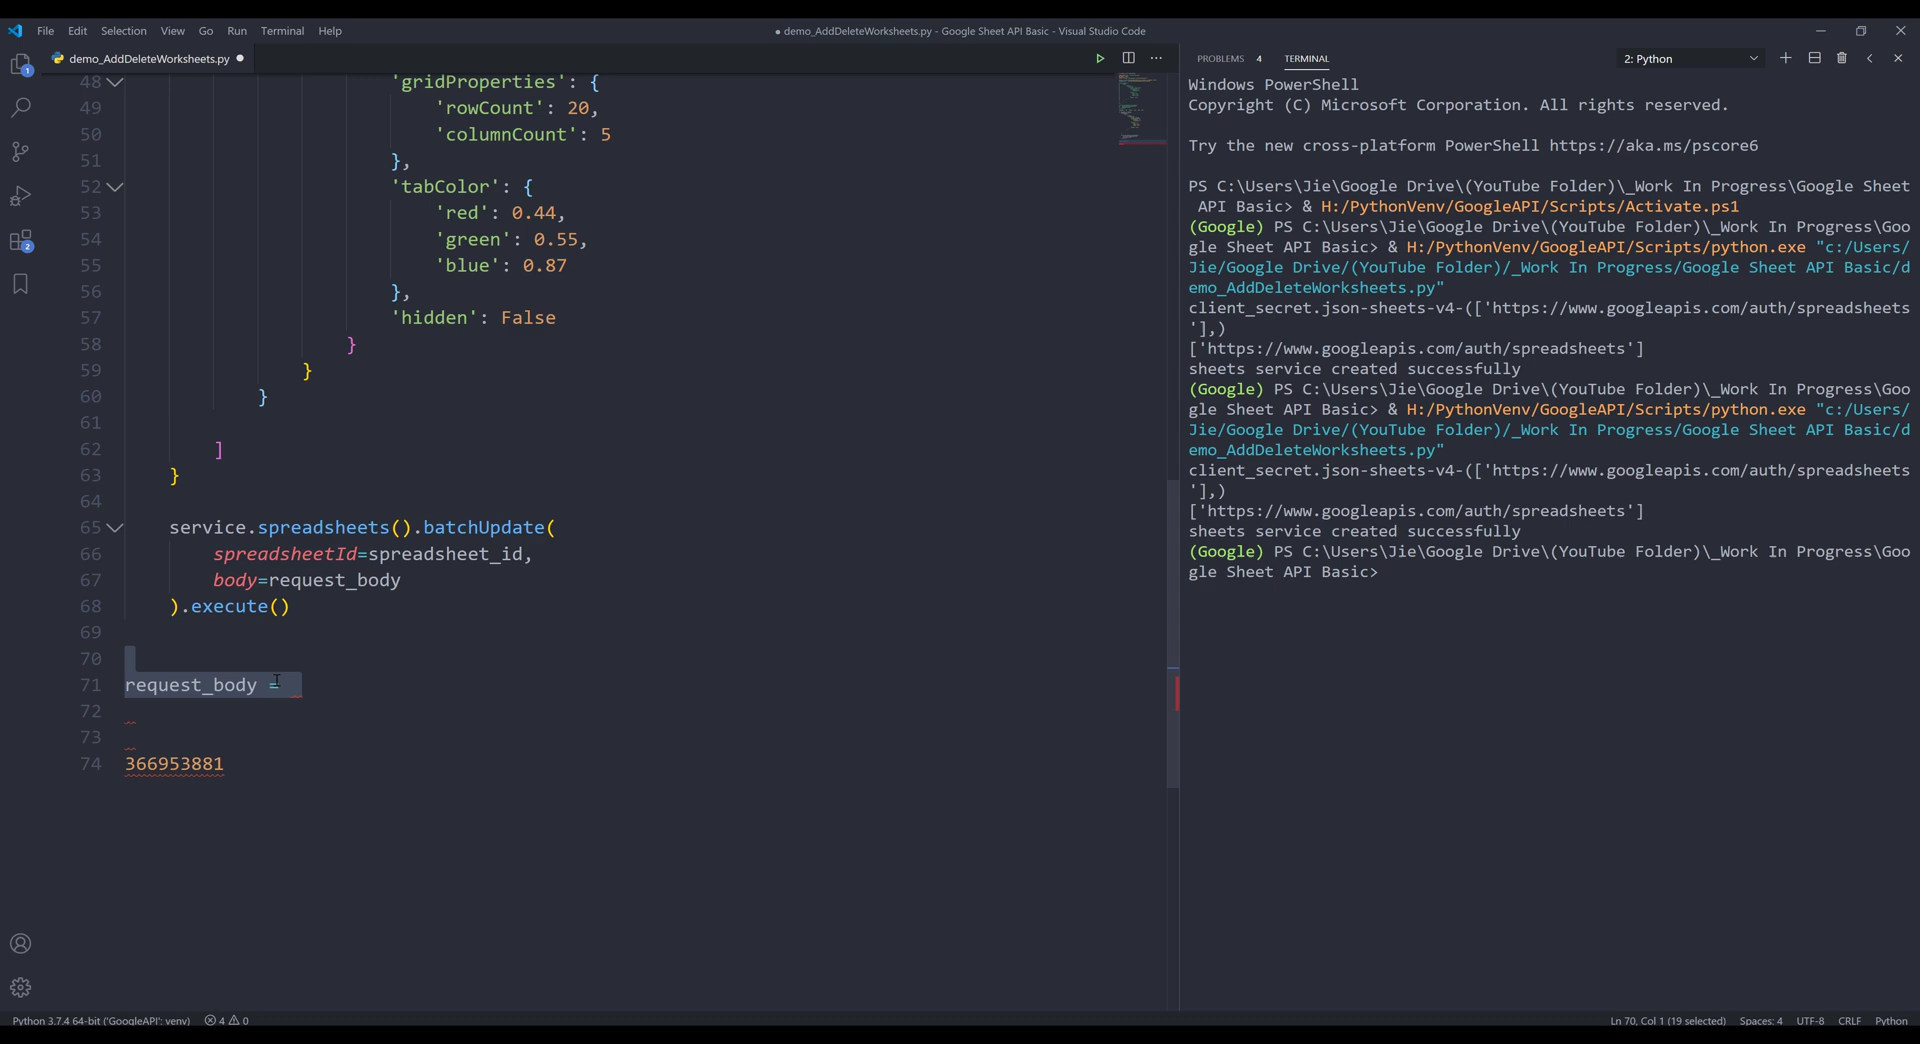 File Edit Selection View Go Run Terminal Help
● demo_AddDeleteWorksheets.py - Google Sheet API Basic - Visual Studio Code
demo_AddDeleteWorksheets.py ●
48 'gridProperties': {
49 'rowCount': 20,
50 'columnCount': 5
51 },
52 'tabColor': {
53 'red': 0.44,
54 'green': 0.55,
55 'blue': 0.87
56 },
57 'hidden': False
58 }
59 }
60 }
61
62 ]
63 }
64
65 service.spreadsheets().batchUpdate(
66 spreadsheetId=spreadsheet_id,
67 body=request_body
68 ).execute()
69
70
71 request_body =
72
73
74 366953881
PROBLEMS 4 TERMINAL 2: Python
Windows PowerShell
Copyright (C) Microsoft Corporation. All rights reserved.
Try the new cross-platform PowerShell https://aka.ms/pscore6
PS C:\Users\Jie\Google Drive\(YouTube Folder)\_Work In Progress\Google Sheet
API Basic> & H:/PythonVenv/GoogleAPI/Scripts/Activate.ps1
(Google) PS C:\Users\Jie\Google Drive\(YouTube Folder)\_Work In Progress\Goo
gle Sheet API Basic> & H:/PythonVenv/GoogleAPI/Scripts/python.exe "c:/Users/
Jie/Google Drive/(YouTube Folder)/_Work In Progress/Google Sheet API Basic/d
emo_AddDeleteWorksheets.py"
client_secret.json-sheets-v4-(['https://www.googleapis.com/auth/spreadsheets
'],)
['https://www.googleapis.com/auth/spreadsheets']
sheets service created successfully
(Google) PS C:\Users\Jie\Google Drive\(YouTube Folder)\_Work In Progress\Goo
gle Sheet API Basic> & H:/PythonVenv/GoogleAPI/Scripts/python.exe "c:/Users/
Jie/Google Drive/(YouTube Folder)/_Work In Progress/Google Sheet API Basic/d
emo_AddDeleteWorksheets.py"
client_secret.json-sheets-v4-(['https://www.googleapis.com/auth/spreadsheets
'],)
['https://www.googleapis.com/auth/spreadsheets']
sheets service created successfully
(Google) PS C:\Users\Jie\Google Drive\(YouTube Folder)\_Work In Progress\Goo
gle Sheet API Basic>
1
2
Python 3.7.4 64-bit ('GoogleAPI': venv) 4 0
Ln 70, Col 1 (19 selected) Spaces: 4 UTF-8 CRLF Python